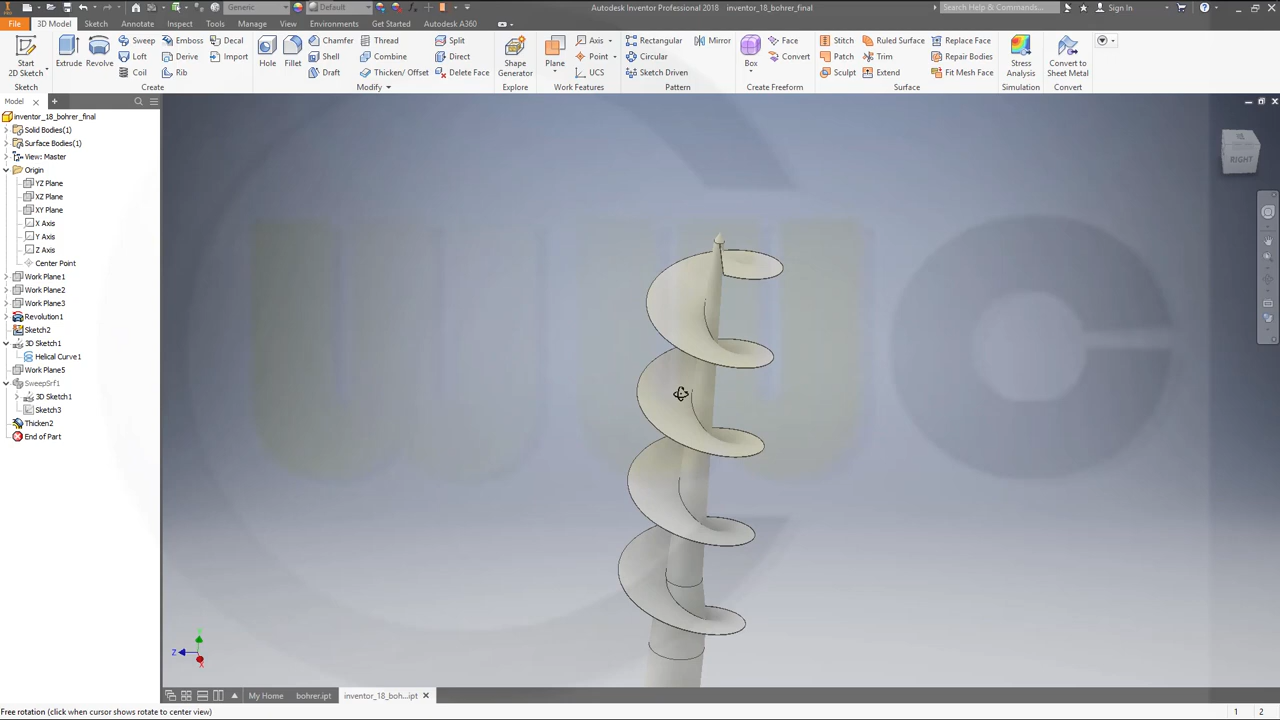 Generic
Default
Autodesk Inventor Professional 2018 inventor_18_bohrer_final
Search Help & Commands...
Sign In
File 3D Model Sketch Annotate Inspect Tools Manage View Environments Get Started Autodesk A360
Start
2D Sketch
Extrude
Revolve
Sweep
Loft
Coil
Emboss
Derive
Rib
Decal
Import
Create
Hole
Fillet
Chamfer
Shell
Draft
Thread
Combine
Thicken/ Offset
Split
Direct
Delete Face
Modify
Shape
Generator
Explore
Plane
Axis
Point
UCS
Work Features
Rectangular
Circular
Sketch Driven
Mirror
Pattern
Box
Face
Convert
Create Freeform
Stitch
Patch
Sculpt
Ruled Surface
Trim
Extend
Replace Face
Repair Bodies
Fit Mesh Face
Surface
Stress
Analysis
Simulation
Convert to
Sheet Metal
Convert
Model
inventor_18_bohrer_final
Solid Bodies(1)
Surface Bodies(1)
View: Master
Origin
YZ Plane
XZ Plane
XY Plane
X Axis
Y Axis
Z Axis
Center Point
Work Plane1
Work Plane2
Work Plane3
Revolution1
Sketch2
3D Sketch1
Helical Curve1
Work Plane5
SweepSrf1
3D Sketch1
Sketch3
Thicken2
End of Part
RIGHT
Z
X
My Home bohrer.ipt inventor_18_boh...ipt
Free rotation (click when cursor shows rotate to center view)
1 2